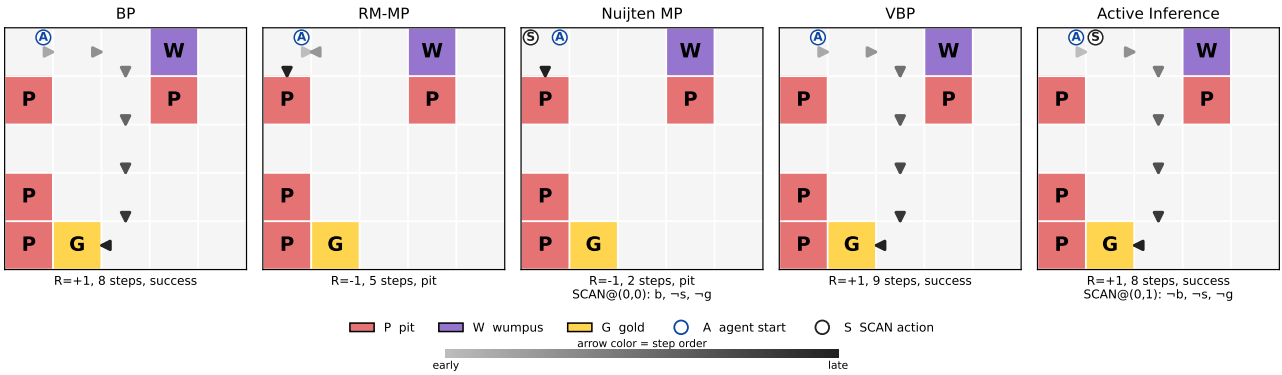 BP RM-MP Nuijten MP VBP Active Inference
A A S A A A S
W W W W W
P P P P P P P P P P
P P P P P
P G P G P G P G P G
R=+1, 8 steps, success R=-1, 5 steps, pit R=-1, 2 steps, pit R=+1, 9 steps, success R=+1, 8 steps, success
SCAN@(0,0): b, ¬s, ¬g SCAN@(0,1): ¬b, ¬s, ¬g
P pit W wumpus G gold A agent start S SCAN action
arrow color = step order
early late